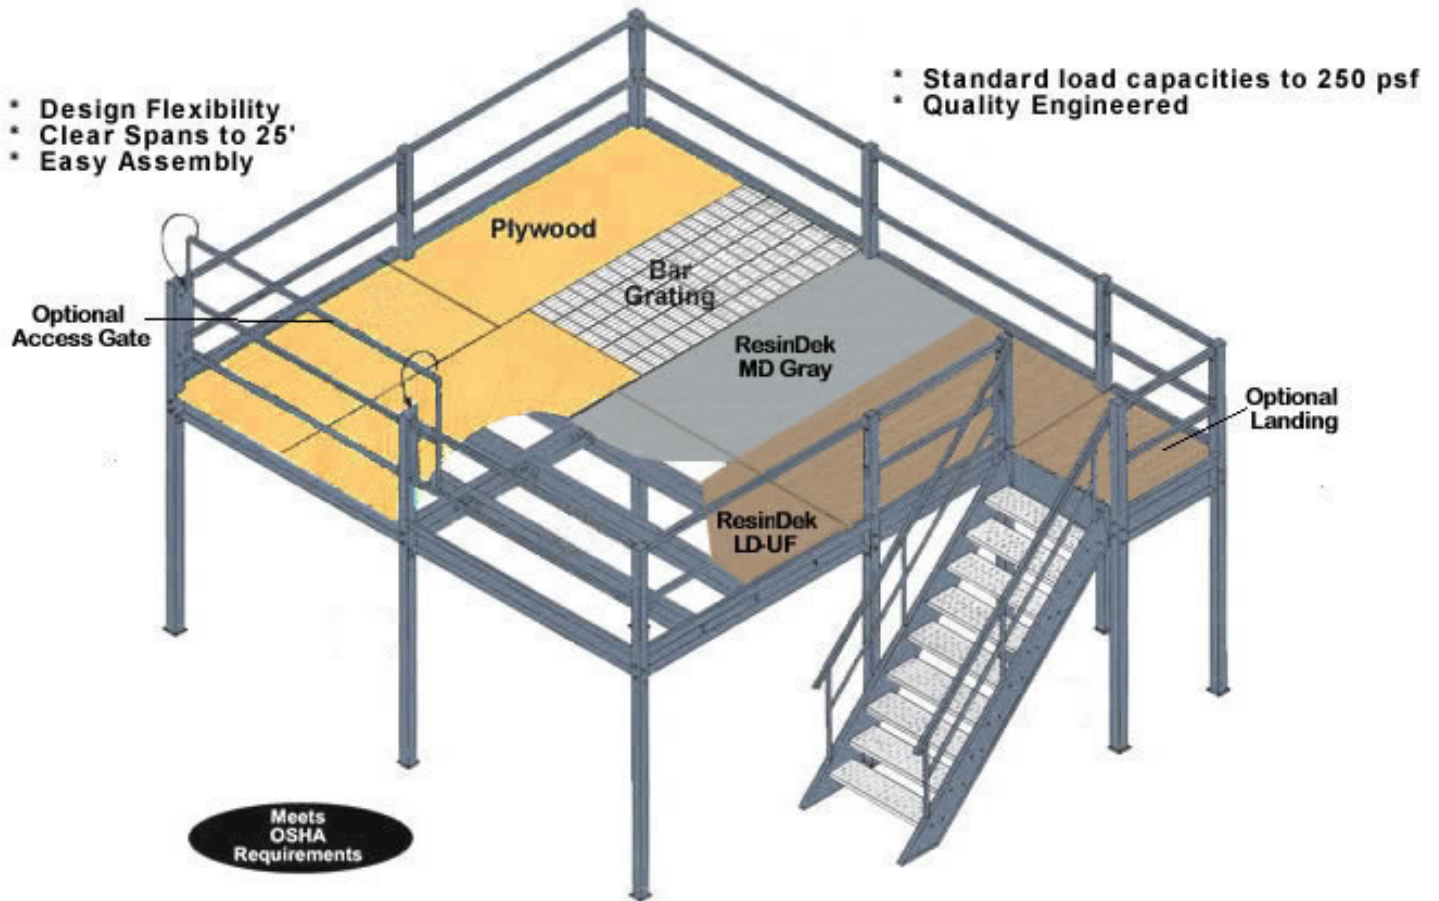 * Design Flexibility
* Clear Spans to 25'
* Easy Assembly
* Standard load capacities to 250 psf
* Quality Engineered
Plywood
Bar
Grating
Optional
Access Gate
ResinDek
MD Gray
Optional
Landing
ResinDek
LD-UF
Meets
OSHA
Requirements